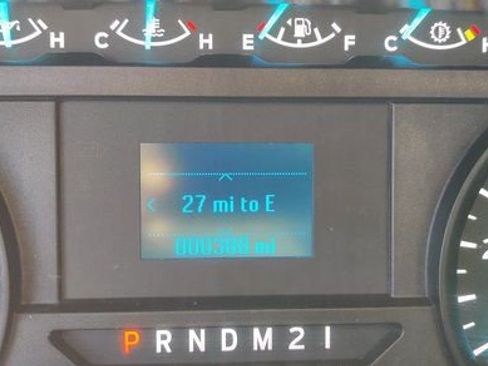 H C H E F C H
27 mi to E
000308 mi
P R N D M 2 1